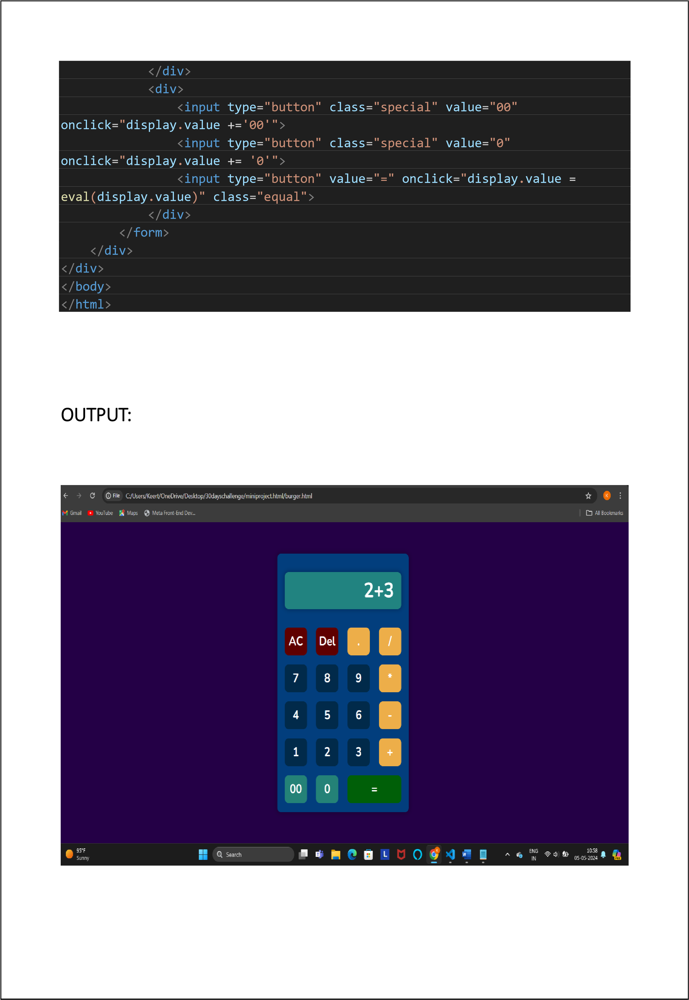 </div>
            <div>
                <input type="button" class="special" value="00"
onclick="display.value +='00'">
                <input type="button" class="special" value="0"
onclick="display.value += '0'">
                <input type="button" value="=" onclick="display.value =
eval(display.value)" class="equal">
            </div>
        </form>
    </div>
</div>
</body>
</html>
OUTPUT:
File C:/Users/Keert/OneDrive/Desktop/30dayschallenge/miniproject.html/burger.html K
Gmail YouTube Maps Meta Front-End Dev... All Bookmarks
2+3
AC Del . /
7 8 9 *
4 5 6 -
1 2 3 +
00 0 =
95°F
Sunny
Search
L
ENG
IN
10:58
05-05-2024
PRE